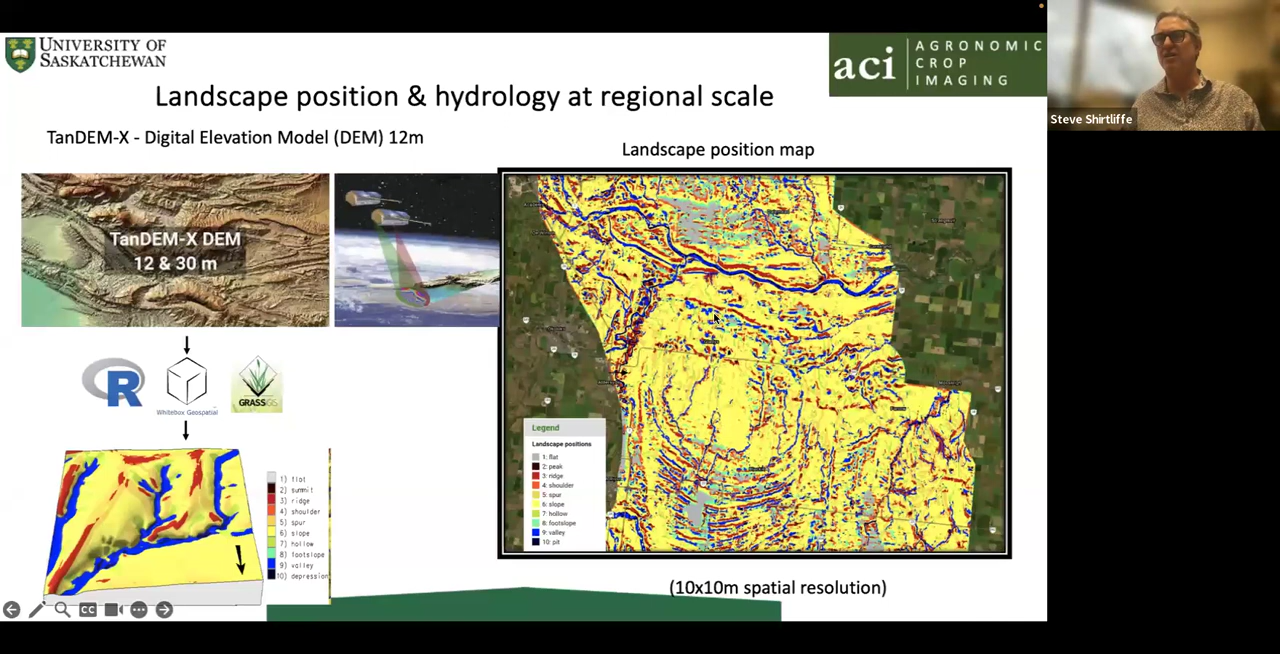 UNIVERSITY OF
SASKATCHEWAN
aci
AGRONOMIC
CROP
IMAGING
Steve Shirtliffe
Landscape position & hydrology at regional scale
TanDEM-X - Digital Elevation Model (DEM) 12m
Landscape position map
TanDEM-X DEM
12 & 30 m
R
Whitebox Geospatial
GRASS GIS
1) flat
2) summit
3) ridge
4) shoulder
5) spur
6) slope
7) hollow
8) footslope
9) valley
10) depression
Legend
Landscape positions
1: flat
2: peak
3: ridge
4: shoulder
5: spur
6: slope
7: hollow
8: footslope
9: valley
10: pit
(10x10m spatial resolution)
CC